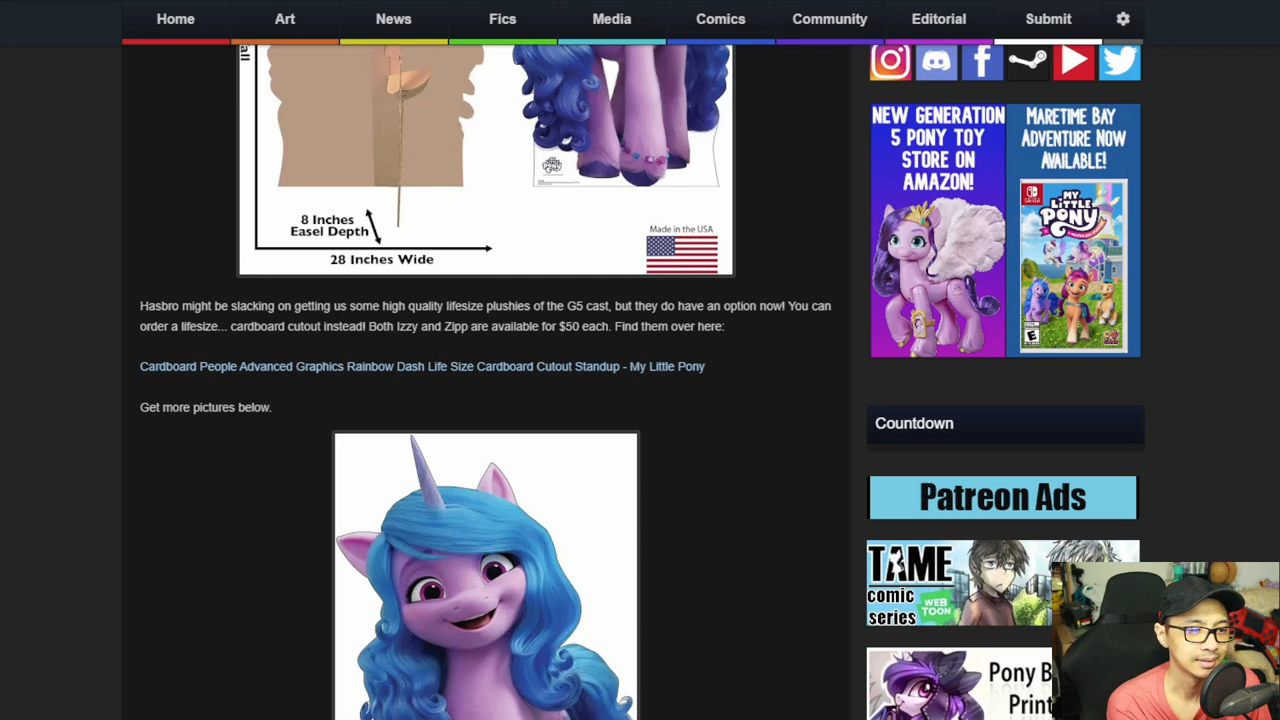 Home Art News Fics Media Comics Community Editorial Submit
all
8 Inches
Easel Depth
28 Inches Wide
Made in the USA
Hasbro might be slacking on getting us some high quality lifesize plushies of the G5 cast, but they do have an option now! You can
order a lifesize... cardboard cutout instead! Both Izzy and Zipp are available for $50 each. Find them over here:
Cardboard People Advanced Graphics Rainbow Dash Life Size Cardboard Cutout Standup - My Little Pony
Get more pictures below.
NEW GENERATION
5 PONY TOY
STORE ON
AMAZON!
MARETIME BAY
ADVENTURE NOW
AVAILABLE!
MY
LITTLE
PONY
E
Countdown
Patreon Ads
TAME
comic
series
WEB
TOON
Pony B
Print